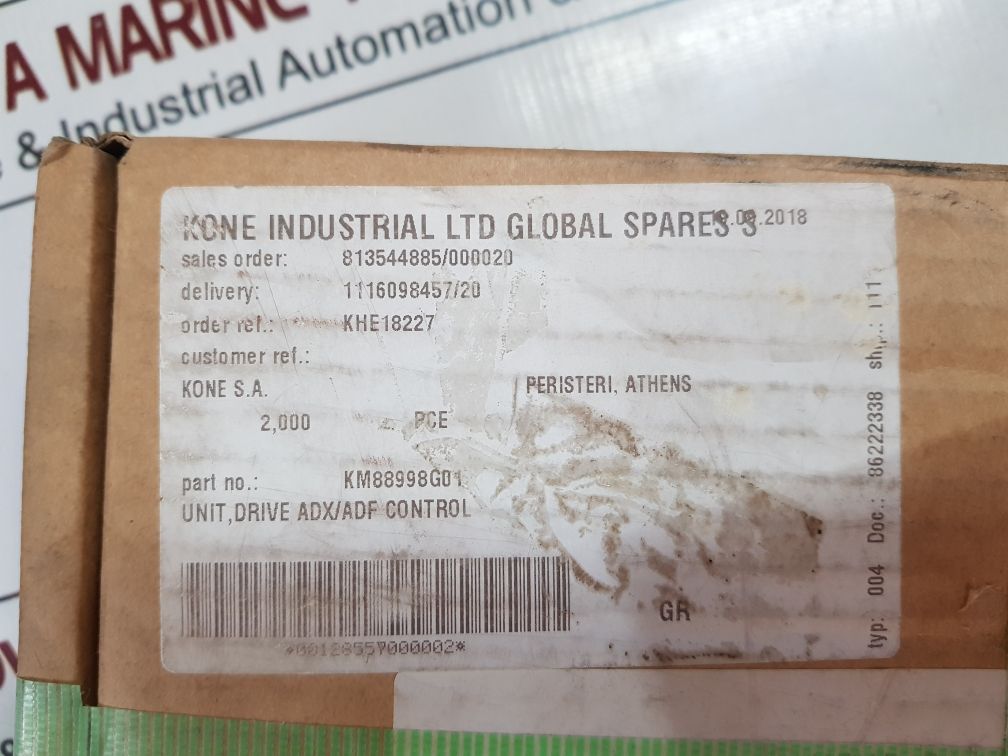 A MARINE
& Industrial Automation &
KONE INDUSTRIAL LTD GLOBAL SPARES S
.2018
sales order: 813544885/000020
delivery: 1116098457/20
order ref.: KHE18227
customer ref.:
KONE S.A. PERISTERI, ATHENS
2,000 PCE
part no.: KM88998G01
UNIT,DRIVE ADX/ADF CONTROL
GR
typ: 004 Doc.: 86222338